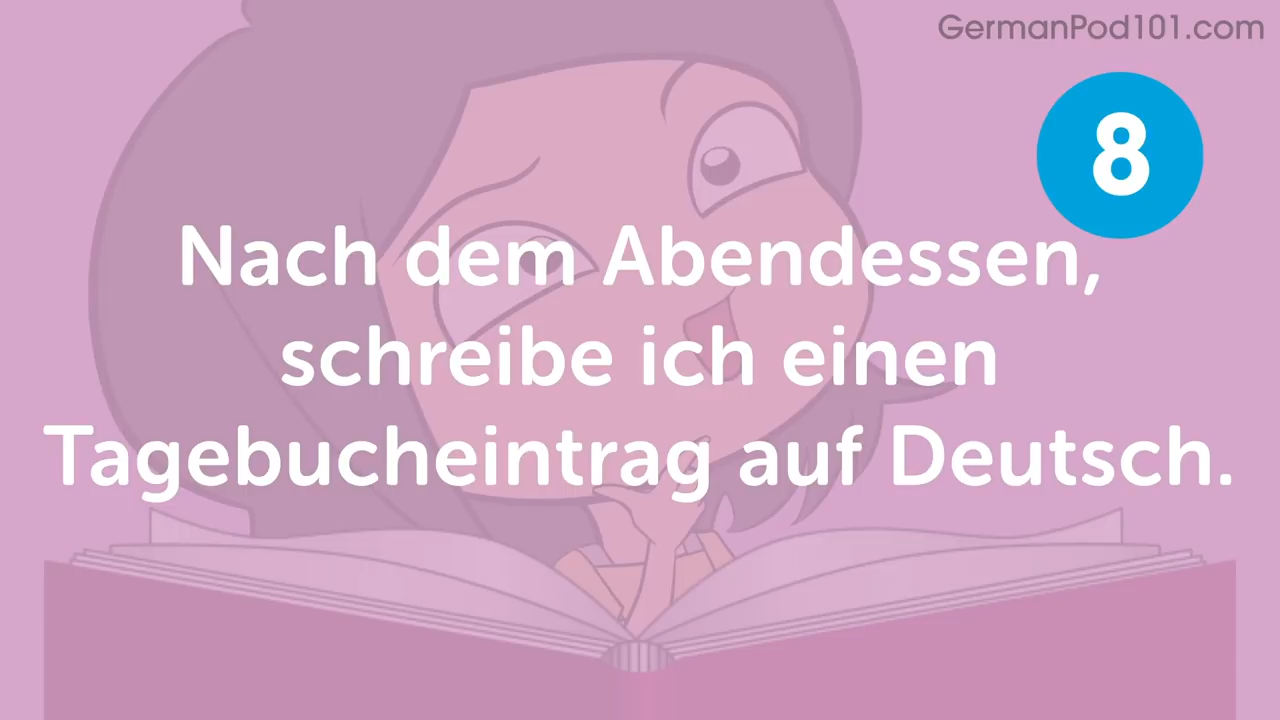 GermanPod101.com
8
Nach dem Abendessen,
schreibe ich einen
Tagebucheintrag auf Deutsch.